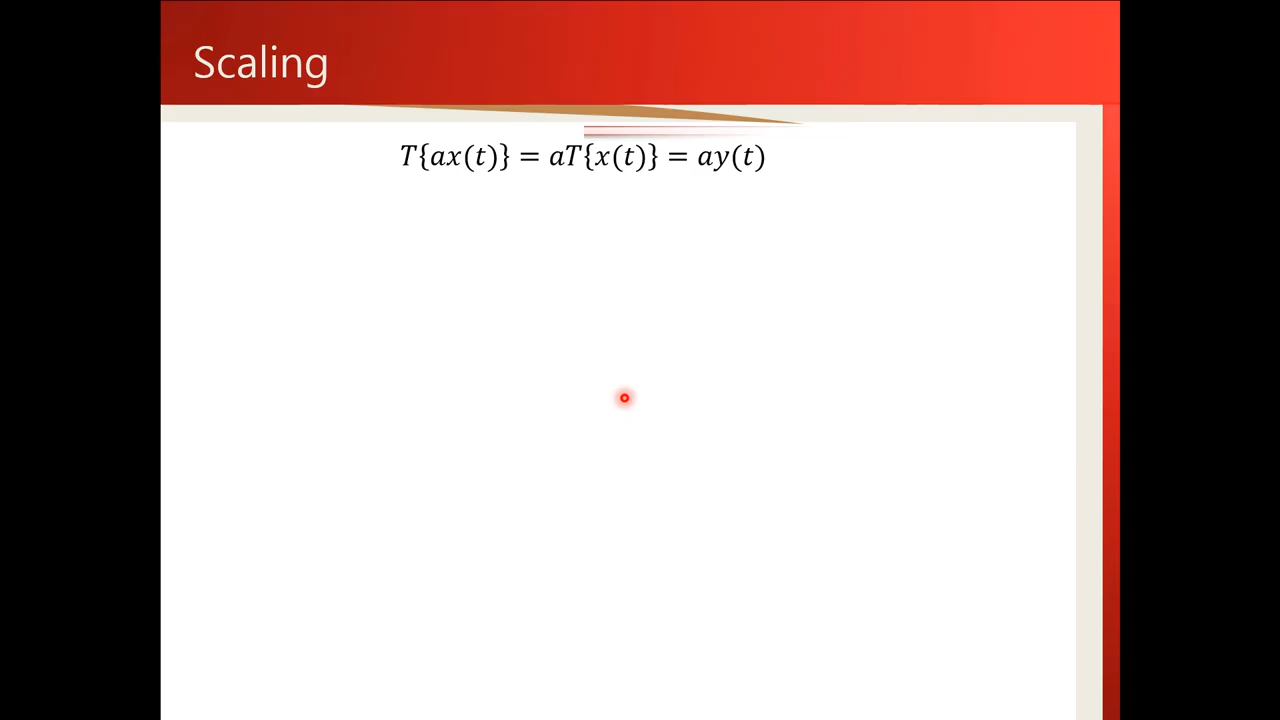 Scaling
T{ax(t)} = aT{x(t)} = ay(t)